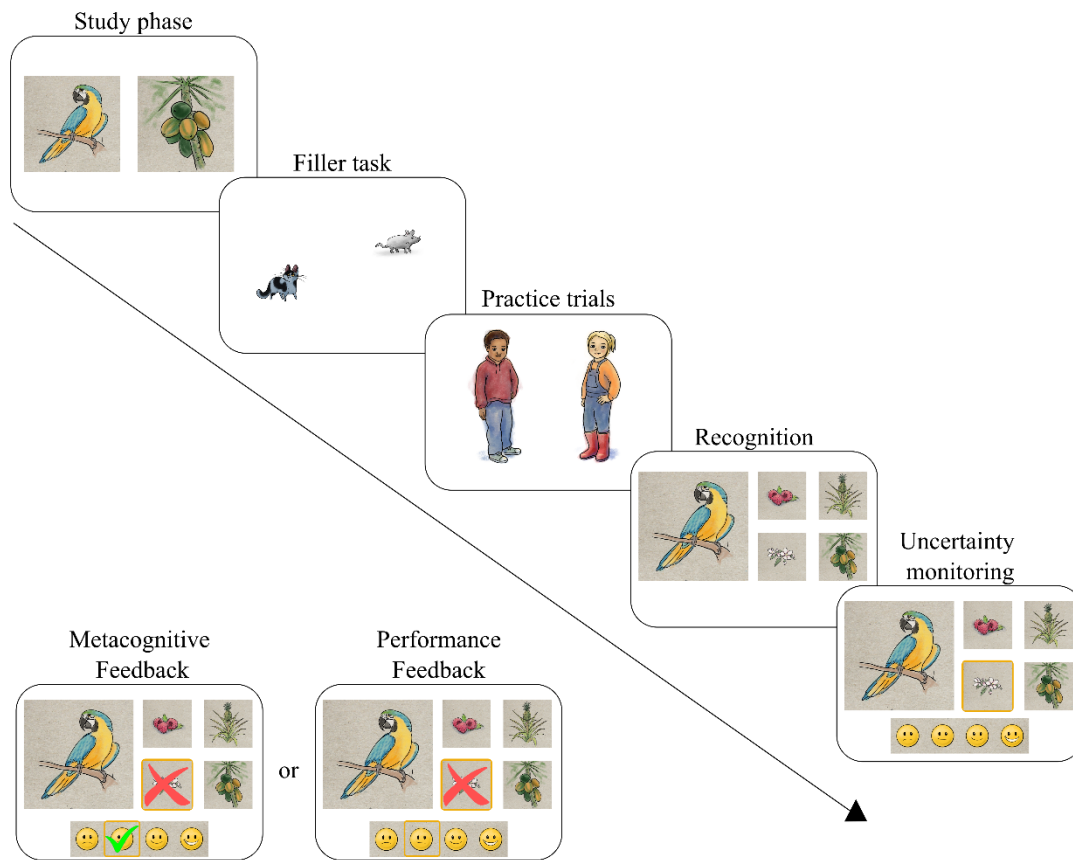 Study phase
Filler task
Practice trials
Recognition
Uncertainty
monitoring
Metacognitive
Feedback
or
Performance
Feedback